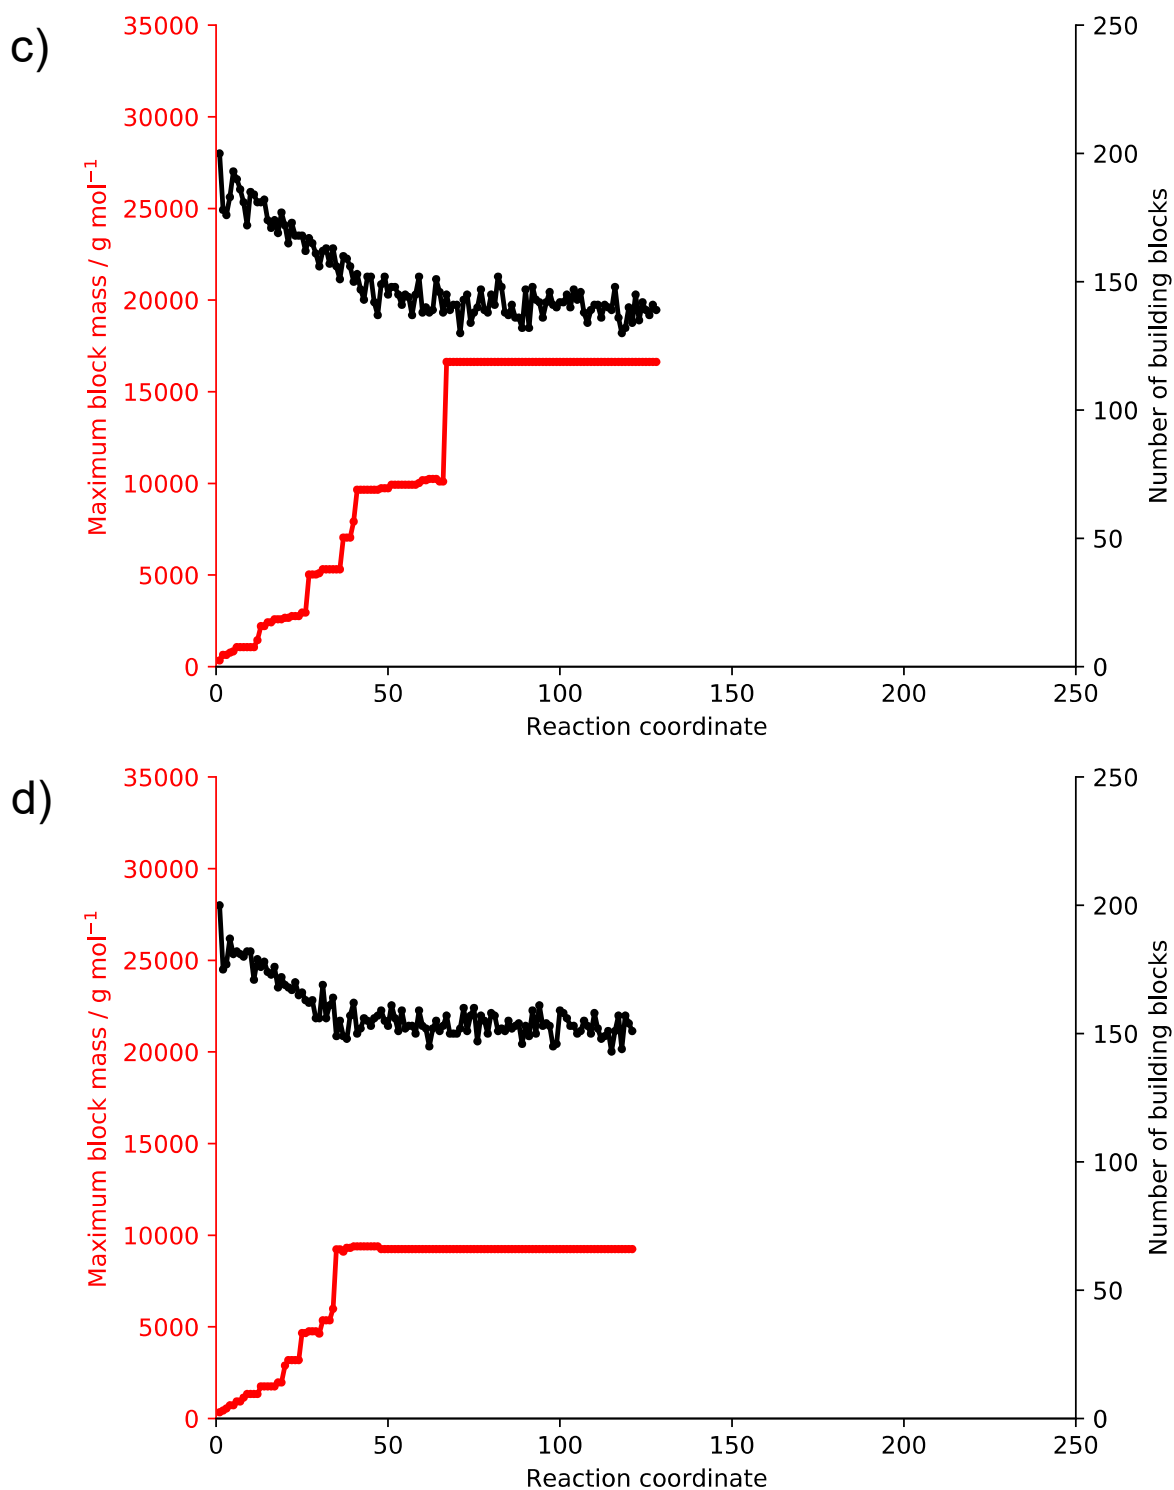 c)
35000
30000
25000
20000
15000
10000
5000
0
Maximum block mass / g mol⁻¹
250
200
150
100
50
0
Number of building blocks
0 50 100 150 200 250
Reaction coordinate
d)
35000
30000
25000
20000
15000
10000
5000
0
Maximum block mass / g mol⁻¹
250
200
150
100
50
0
Number of building blocks
0 50 100 150 200 250
Reaction coordinate